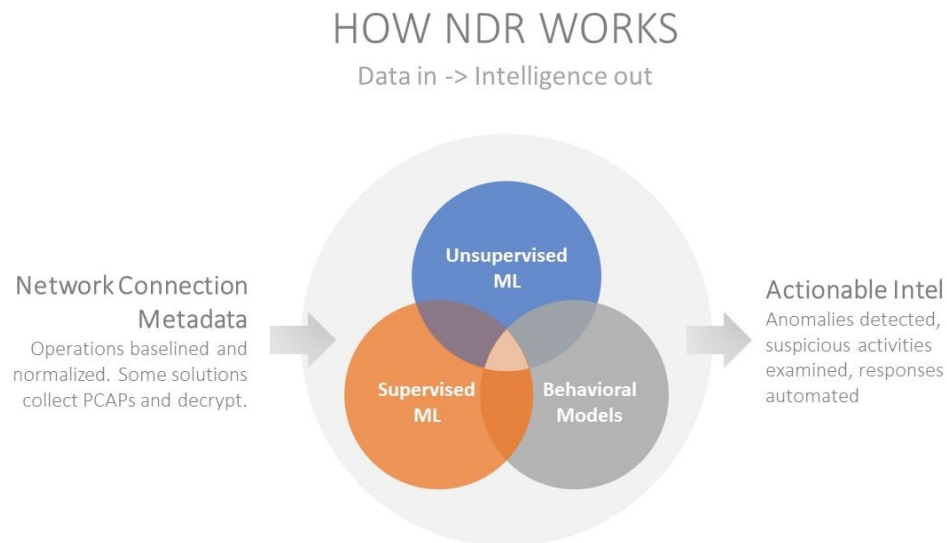 HOW NDR WORKS
Data in -> Intelligence out
Network Connection
Metadata
Operations baselined and
normalized. Some solutions
collect PCAPs and decrypt.
Unsupervised
ML
Supervised
ML
Behavioral
Models
Actionable Intel
Anomalies detected,
suspicious activities
examined, responses
automated